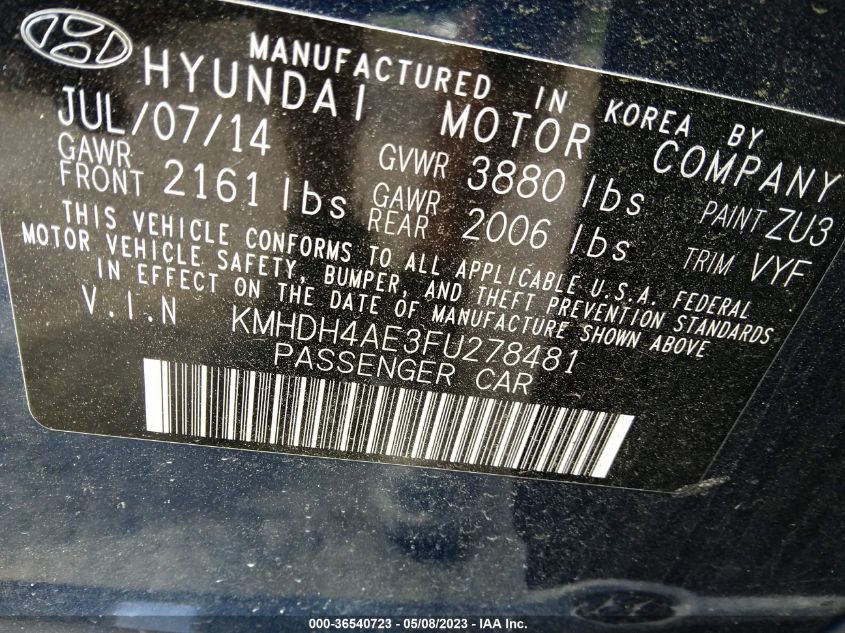 MANUFACTURED IN KOREA BY
HYUNDAI MOTOR COMPANY
JUL/07/14 GVWR 3880 lbs PAINT ZU3
GAWR FRONT 2161 lbs GAWR REAR 2006 lbs TRIM VYF
THIS VEHICLE CONFORMS TO ALL APPLICABLE U.S.A. FEDERAL
MOTOR VEHICLE SAFETY, BUMPER, AND THEFT PREVENTION STANDARDS
IN EFFECT ON THE DATE OF MANUFACTURE SHOWN ABOVE
V.I.N KMHDH4AE3FU278481
PASSENGER CAR
000-36540723 - 05/08/2023 - IAA Inc.